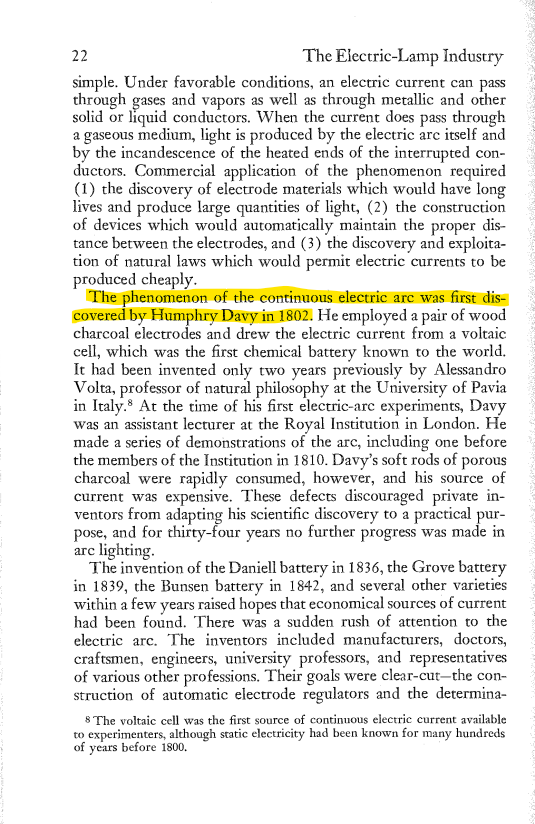 22 The Electric-Lamp Industry
simple. Under favorable conditions, an electric current can pass
through gases and vapors as well as through metallic and other
solid or liquid conductors. When the current does pass through
a gaseous medium, light is produced by the electric arc itself and
by the incandescence of the heated ends of the interrupted con-
ductors. Commercial application of the phenomenon required
(1) the discovery of electrode materials which would have long
lives and produce large quantities of light, (2) the construction
of devices which would automatically maintain the proper dis-
tance between the electrodes, and (3) the discovery and exploita-
tion of natural laws which would permit electric currents to be
produced cheaply.
The phenomenon of the continuous electric arc was first dis-
covered by Humphry Davy in 1802. He employed a pair of wood
charcoal electrodes and drew the electric current from a voltaic
cell, which was the first chemical battery known to the world.
It had been invented only two years previously by Alessandro
Volta, professor of natural philosophy at the University of Pavia
in Italy.⁸ At the time of his first electric-arc experiments, Davy
was an assistant lecturer at the Royal Institution in London. He
made a series of demonstrations of the arc, including one before
the members of the Institution in 1810. Davy's soft rods of porous
charcoal were rapidly consumed, however, and his source of
current was expensive. These defects discouraged private in-
ventors from adapting his scientific discovery to a practical pur-
pose, and for thirty-four years no further progress was made in
arc lighting.
The invention of the Daniell battery in 1836, the Grove battery
in 1839, the Bunsen battery in 1842, and several other varieties
within a few years raised hopes that economical sources of current
had been found. There was a sudden rush of attention to the
electric arc. The inventors included manufacturers, doctors,
craftsmen, engineers, university professors, and representatives
of various other professions. Their goals were clear-cut—the con-
struction of automatic electrode regulators and the determina-
⁸ The voltaic cell was the first source of continuous electric current available
to experimenters, although static electricity had been known for many hundreds
of years before 1800.